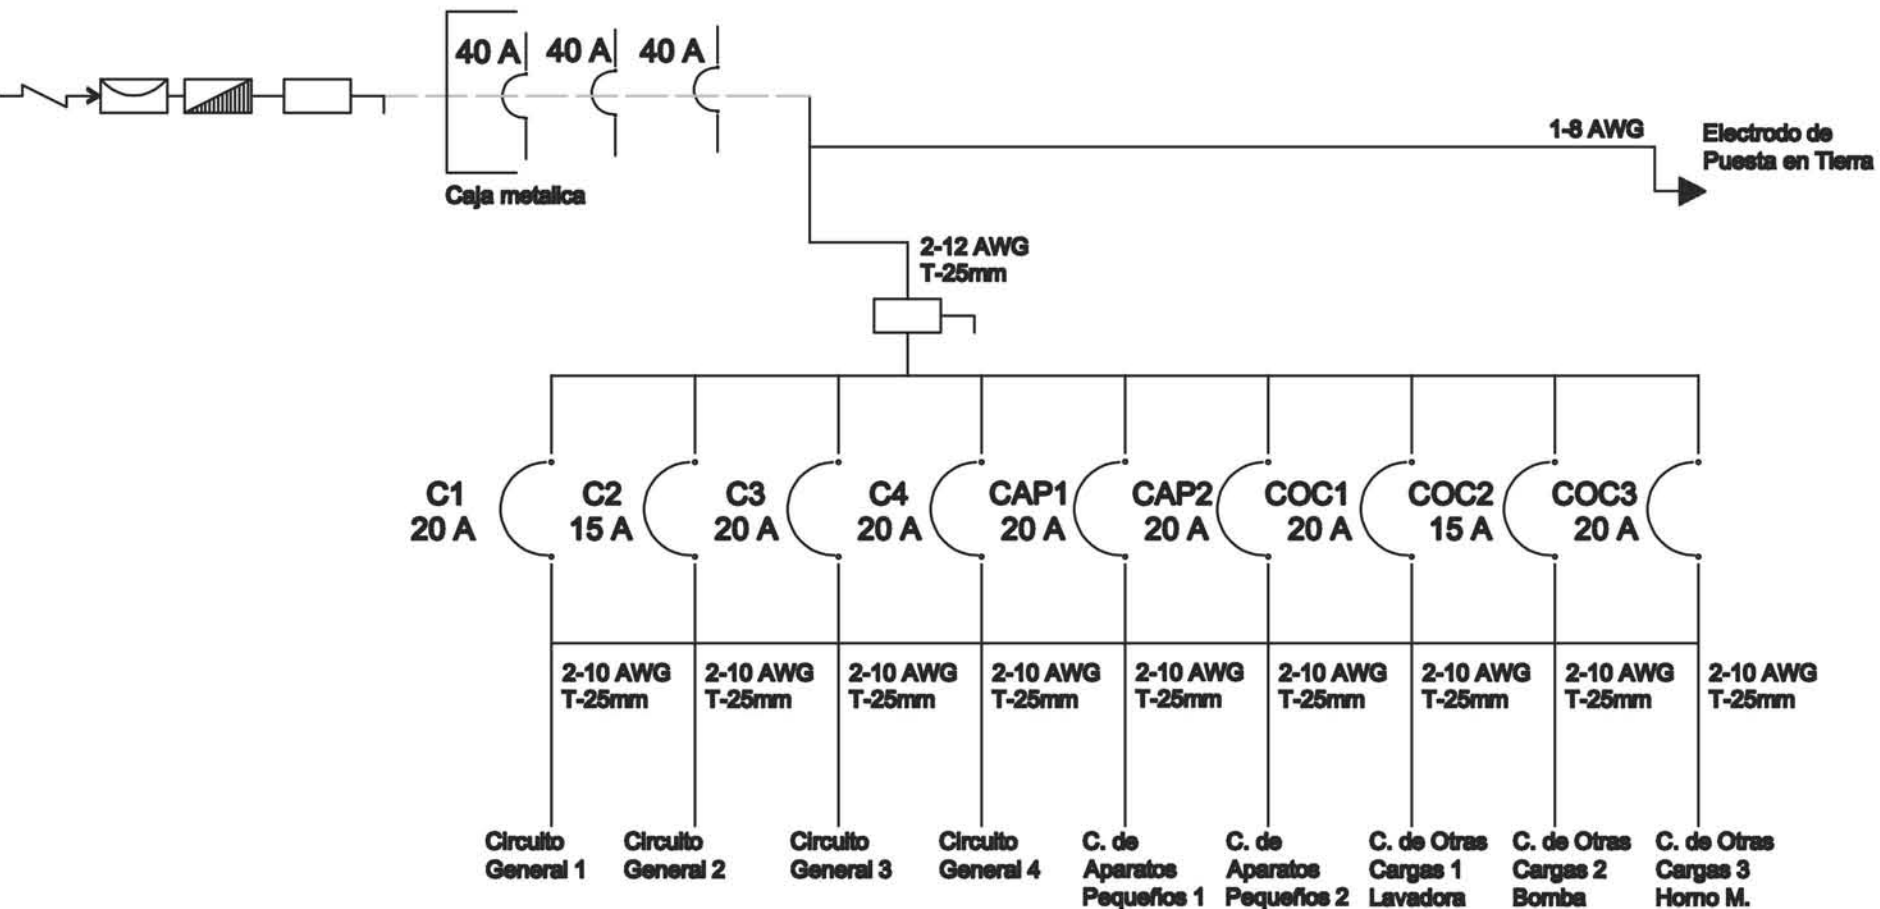 40 A 40 A 40 A
Caja metalica
1-8 AWG
Electrodo de
Puesta en Tierra
2-12 AWG
T-25mm
C1
20 A
C2
15 A
C3
20 A
C4
20 A
CAP1
20 A
CAP2
20 A
COC1
20 A
COC2
15 A
COC3
20 A
2-10 AWG
T-25mm
2-10 AWG
T-25mm
2-10 AWG
T-25mm
2-10 AWG
T-25mm
2-10 AWG
T-25mm
2-10 AWG
T-25mm
2-10 AWG
T-25mm
2-10 AWG
T-25mm
2-10 AWG
T-25mm
Circuito
General 1
Circuito
General 2
Circuito
General 3
Circuito
General 4
C. de
Aparatos
Pequeños 1
C. de
Aparatos
Pequeños 2
C. de Otras
Cargas 1
Lavadora
C. de Otras
Cargas 2
Bomba
C. de Otras
Cargas 3
Horno M.